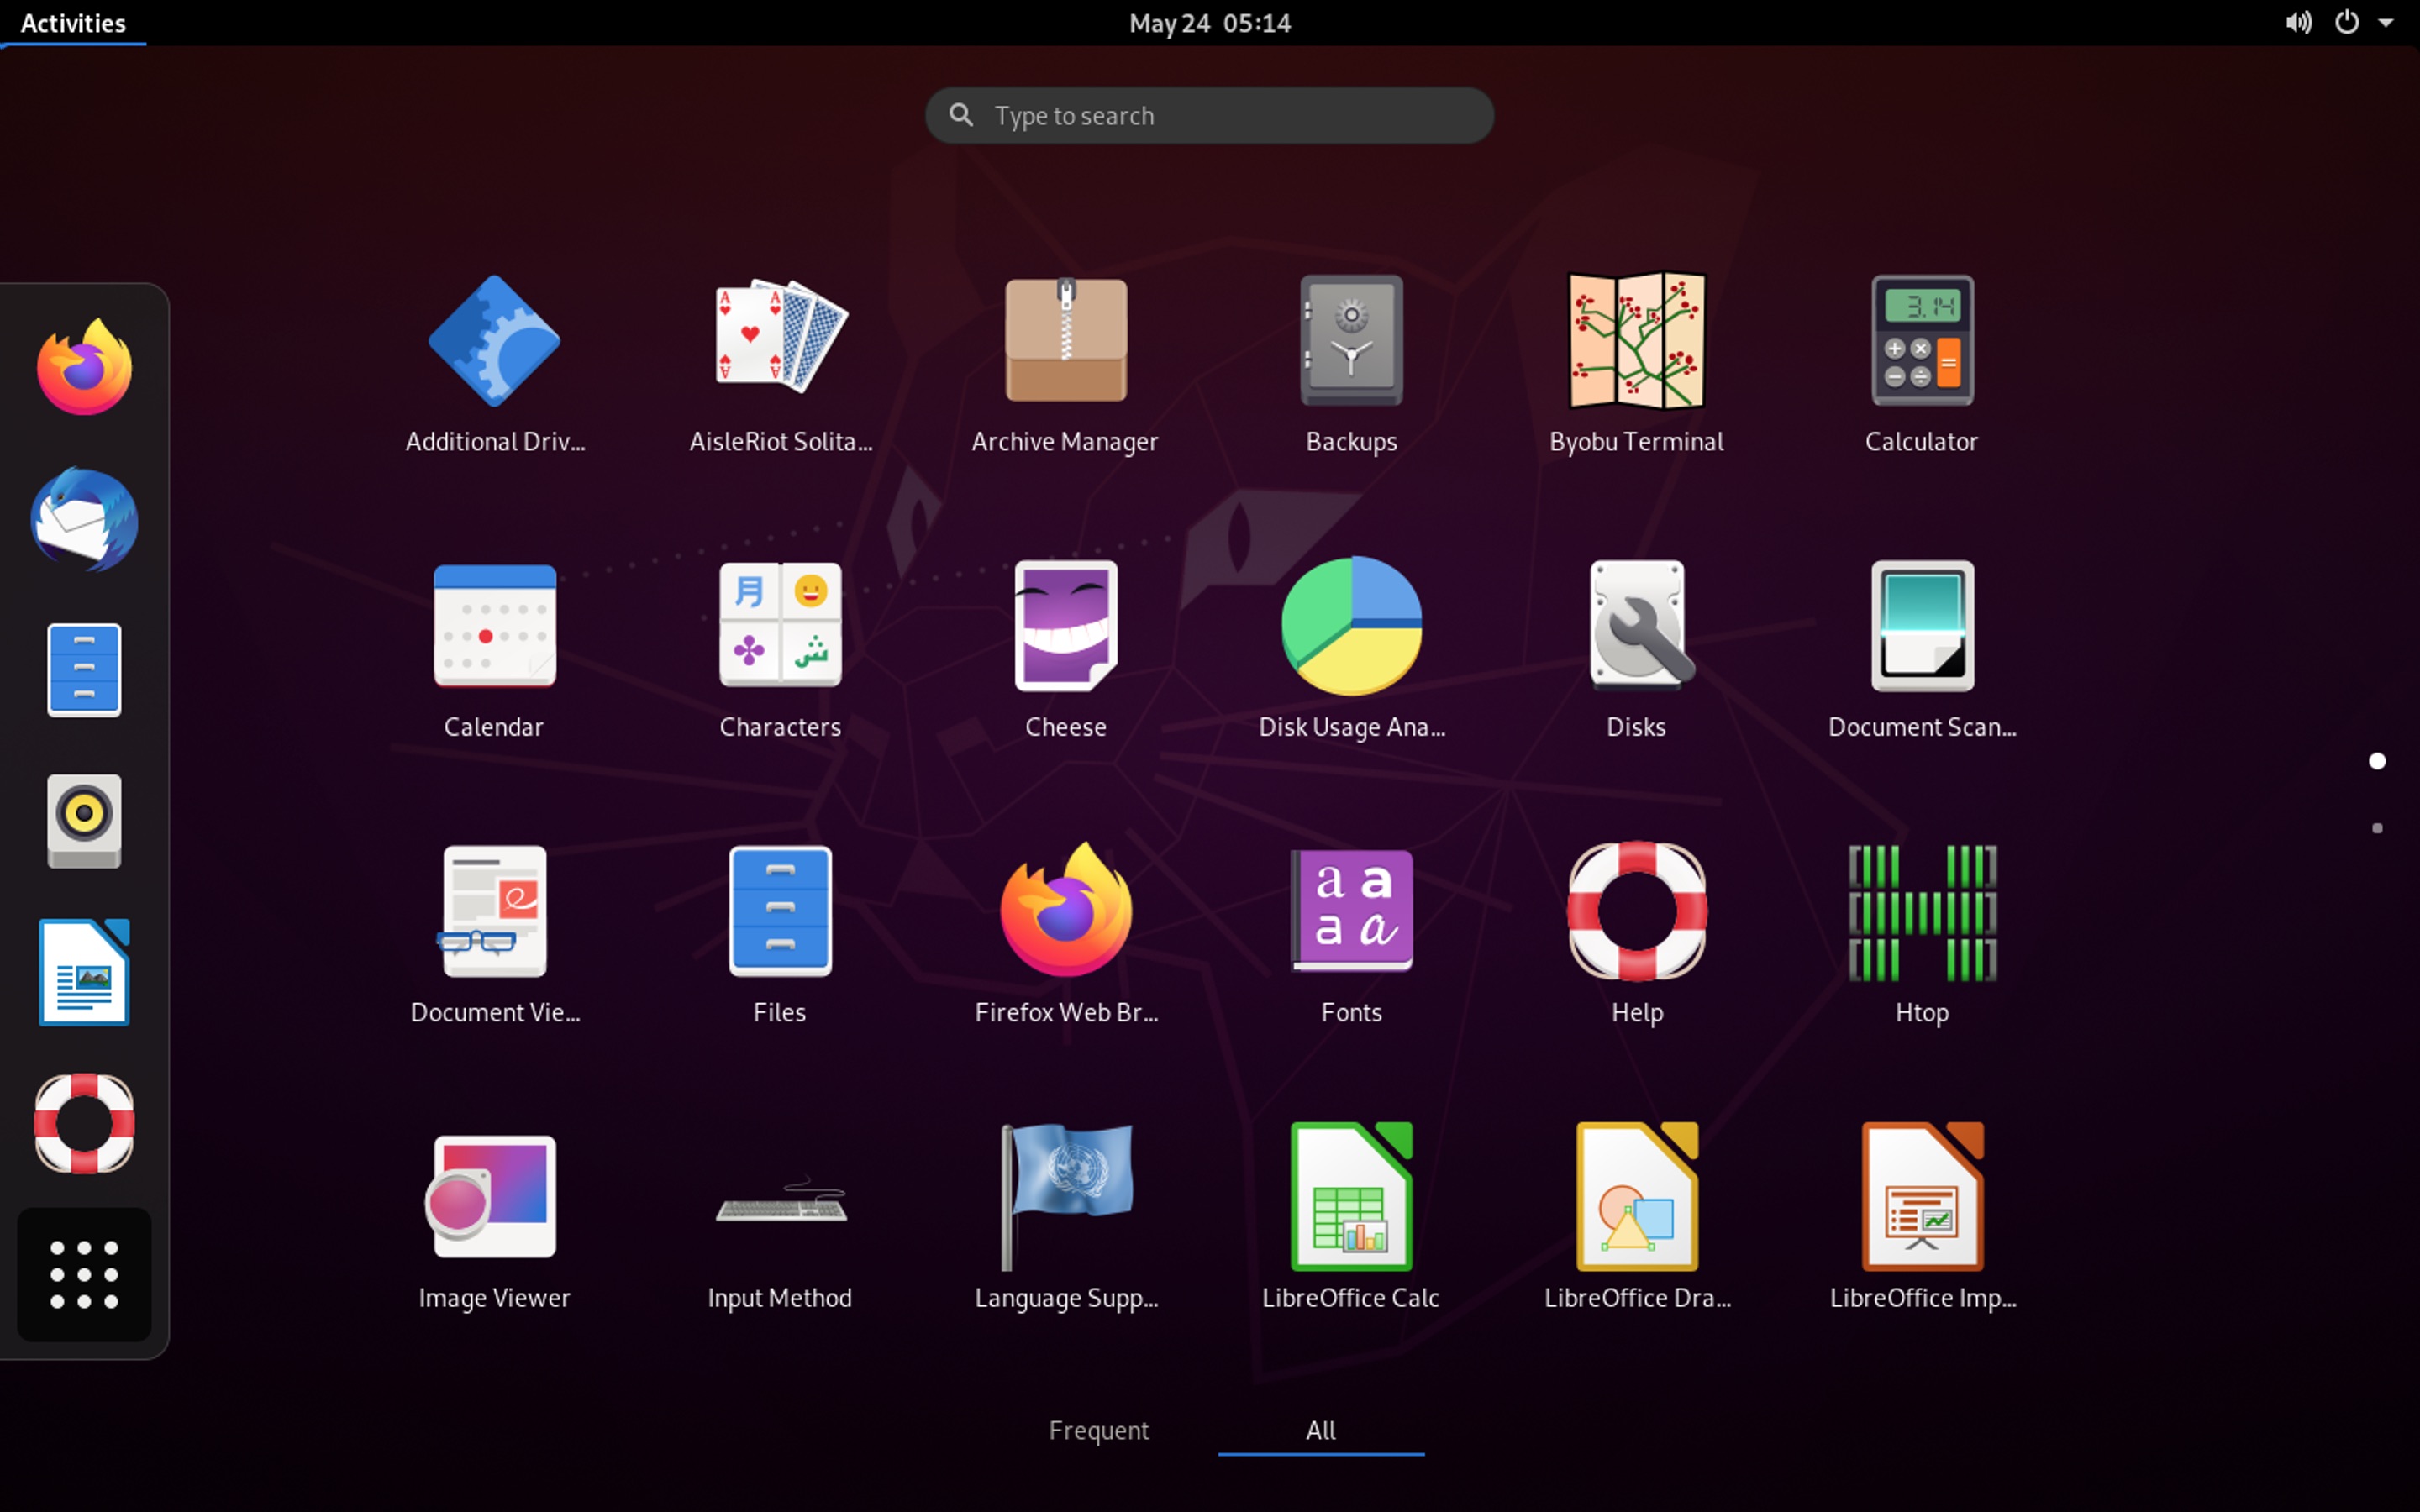 Activities
May 24 05:14
Type to search
Additional Driv...
AisleRiot Solita...
Archive Manager
Backups
Byobu Terminal
3.14
Calculator
Calendar
月
ش
Characters
Cheese
Disk Usage Ana...
Disks
Document Scan...
Document Vie...
Files
Firefox Web Br...
a a
a a
Fonts
Help
Htop
Image Viewer
Input Method
Language Supp...
LibreOffice Calc
LibreOffice Dra...
LibreOffice Imp...
Frequent
All